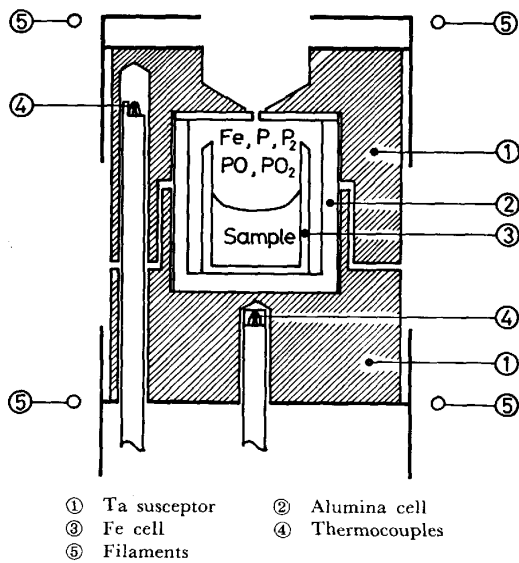 ⑤ ⑤
④
Fe, P, P₂
PO, PO₂
①
②
Sample
③
④
①
⑤ ⑤
① Ta susceptor ② Alumina cell
③ Fe cell ④ Thermocouples
⑤ Filaments